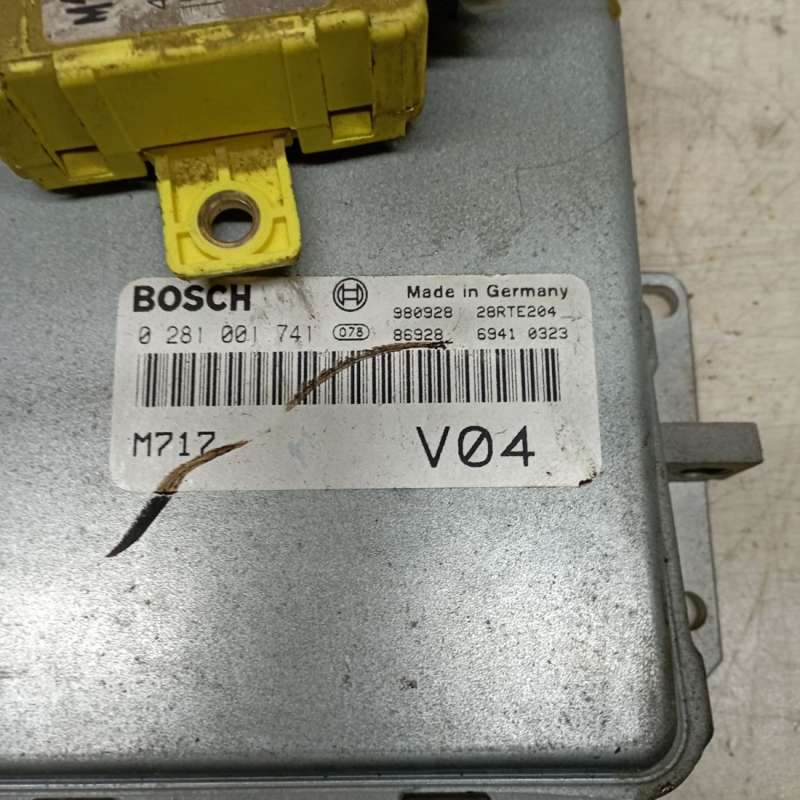 BOSCH Made in Germany
980928 28RTE204
0 281 001 741 078 86928 6941 0323
M717 V04